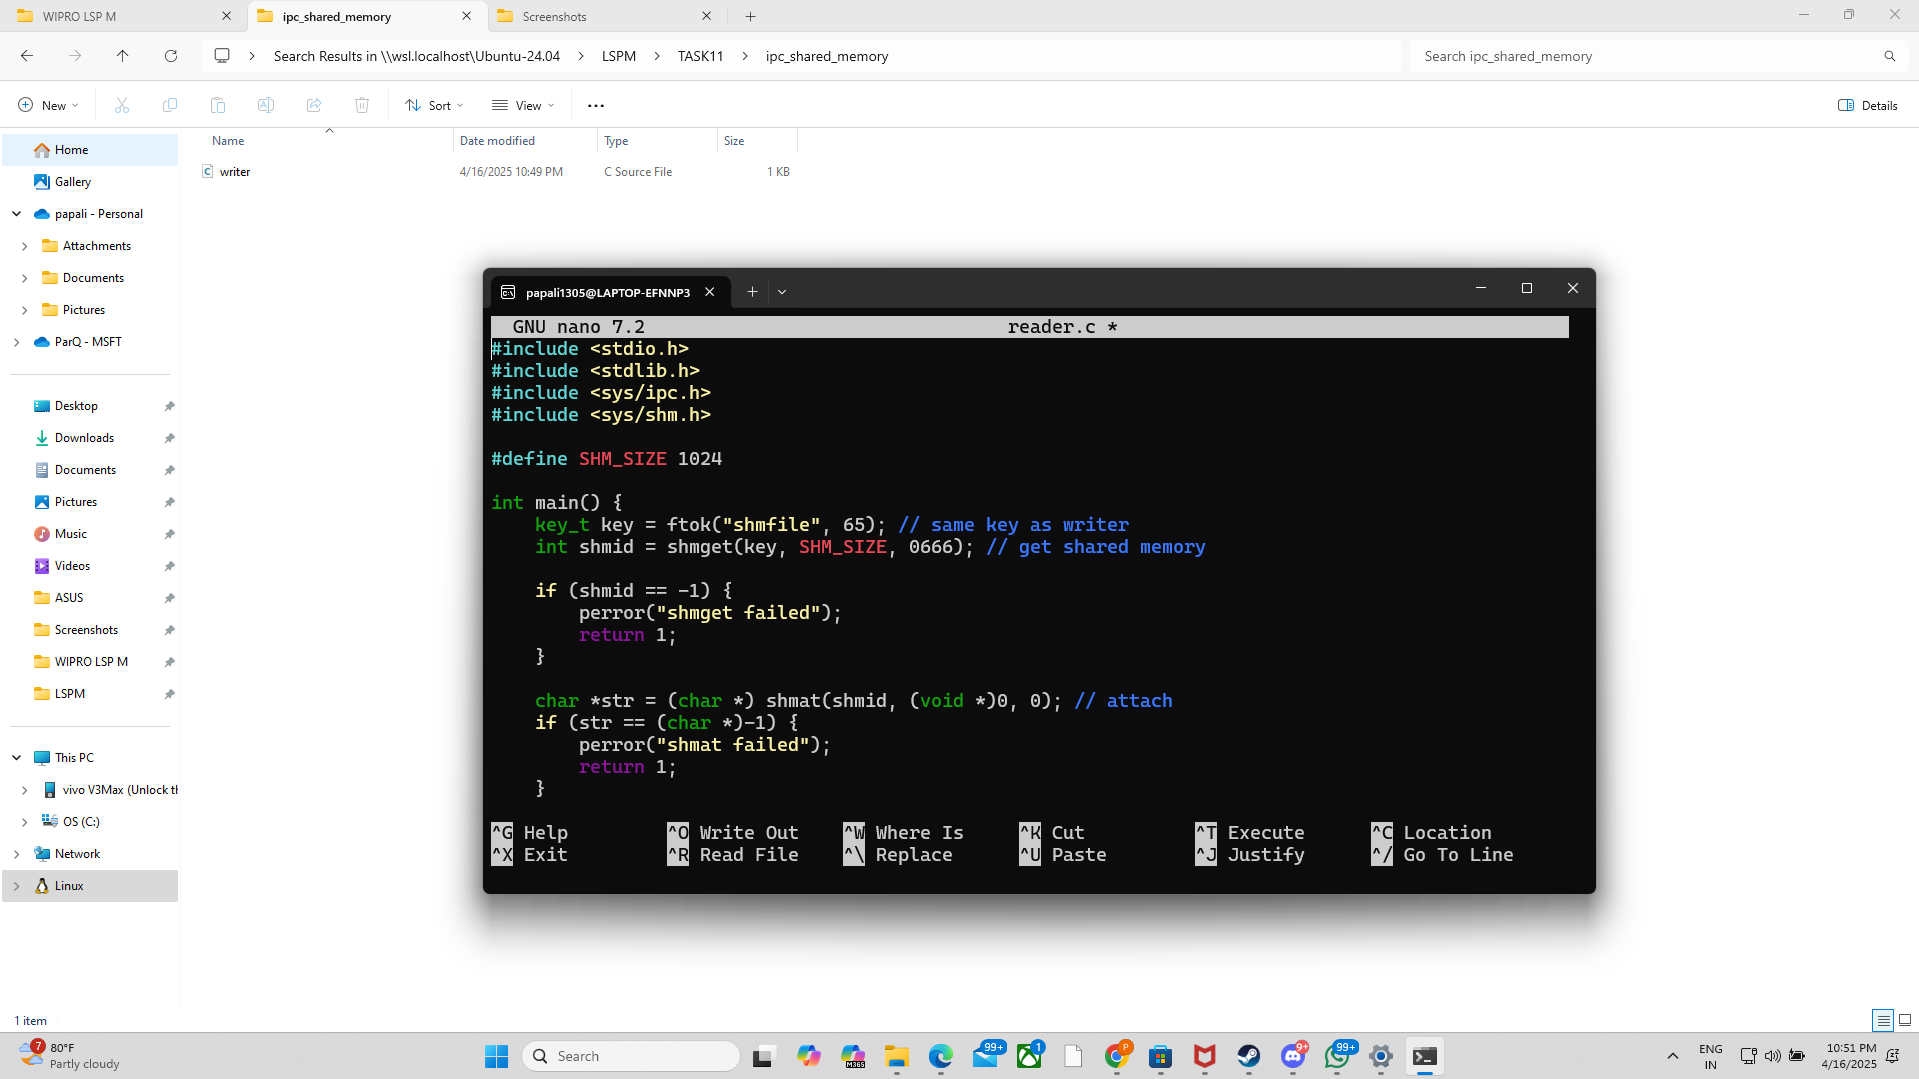 WIPRO LSP M
ipc_shared_memory
Screenshots
Search Results in \\wsl.localhost\Ubuntu-24.04 > LSPM > TASK11 > ipc_shared_memory
Search ipc_shared_memory
New
Sort
View
Details
Name Date modified Type Size
writer 4/16/2025 10:49 PM C Source File 1 KB
Home
Gallery
papali - Personal
Attachments
Documents
Pictures
ParQ - MSFT
Desktop
Downloads
Documents
Pictures
Music
Videos
ASUS
Screenshots
WIPRO LSP M
LSPM
This PC
vivo V3Max (Unlock th
OS (C:)
Network
Linux
1 item
papali1305@LAPTOP-EFNNP3
GNU nano 7.2 reader.c *
#include <stdio.h>
#include <stdlib.h>
#include <sys/ipc.h>
#include <sys/shm.h>
#define SHM_SIZE 1024
int main() {
    key_t key = ftok("shmfile", 65); // same key as writer
    int shmid = shmget(key, SHM_SIZE, 0666); // get shared memory
    if (shmid == -1) {
        perror("shmget failed");
        return 1;
    }
    char *str = (char *) shmat(shmid, (void *)0, 0); // attach
    if (str == (char *)-1) {
        perror("shmat failed");
        return 1;
    }
^G Help ^O Write Out ^W Where Is ^K Cut ^T Execute ^C Location
^X Exit ^R Read File ^\ Replace ^U Paste ^J Justify ^/ Go To Line
7
80°F
Partly cloudy
Search
M365
99+
1
P
9+
99+
ENG
IN
10:51 PM
4/16/2025